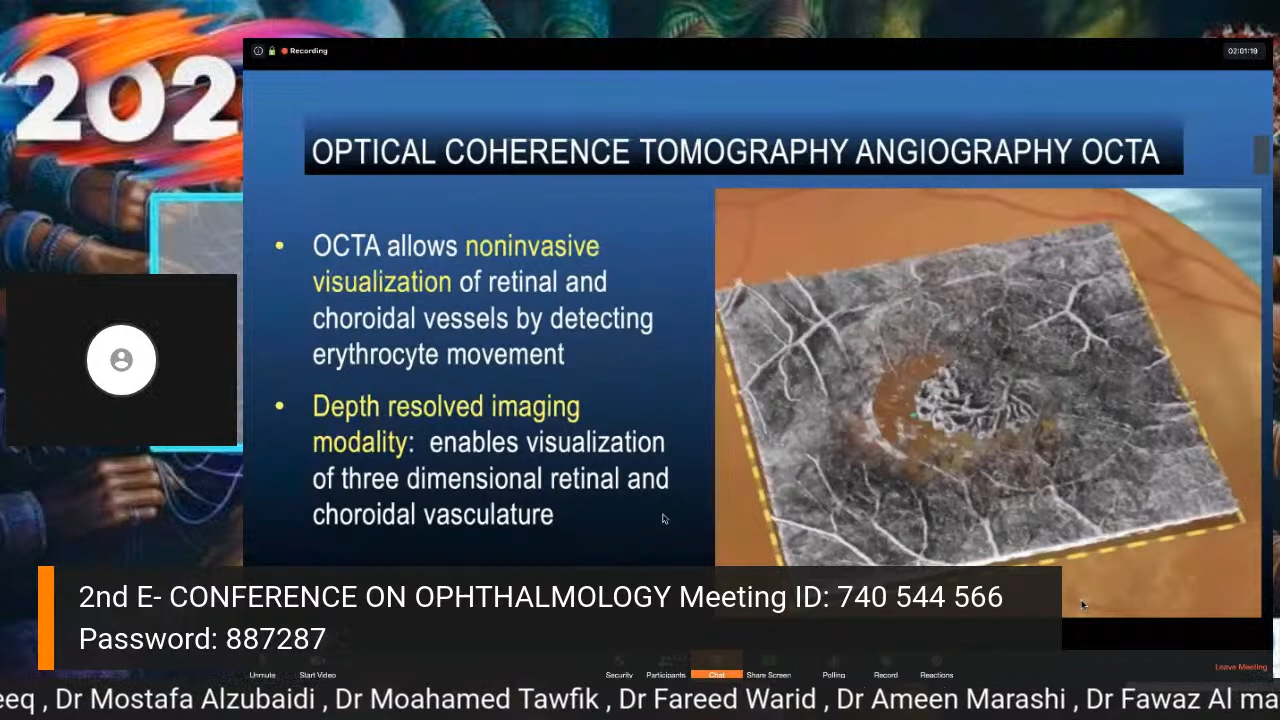 202
Recording
02:01:19
OPTICAL COHERENCE TOMOGRAPHY ANGIOGRAPHY OCTA
• OCTA allows noninvasive
visualization of retinal and
choroidal vessels by detecting
erythrocyte movement
• Depth resolved imaging
modality: enables visualization
of three dimensional retinal and
choroidal vasculature
2nd E- CONFERENCE ON OPHTHALMOLOGY Meeting ID: 740 544 566
Password: 887287
Unmute Start Video Security Participants Chat Share Screen Polling Record Reactions Leave Meeting
eeq , Dr Mostafa Alzubaidi , Dr Moahamed Tawfik , Dr Fareed Warid , Dr Ameen Marashi , Dr Fawaz Al ma